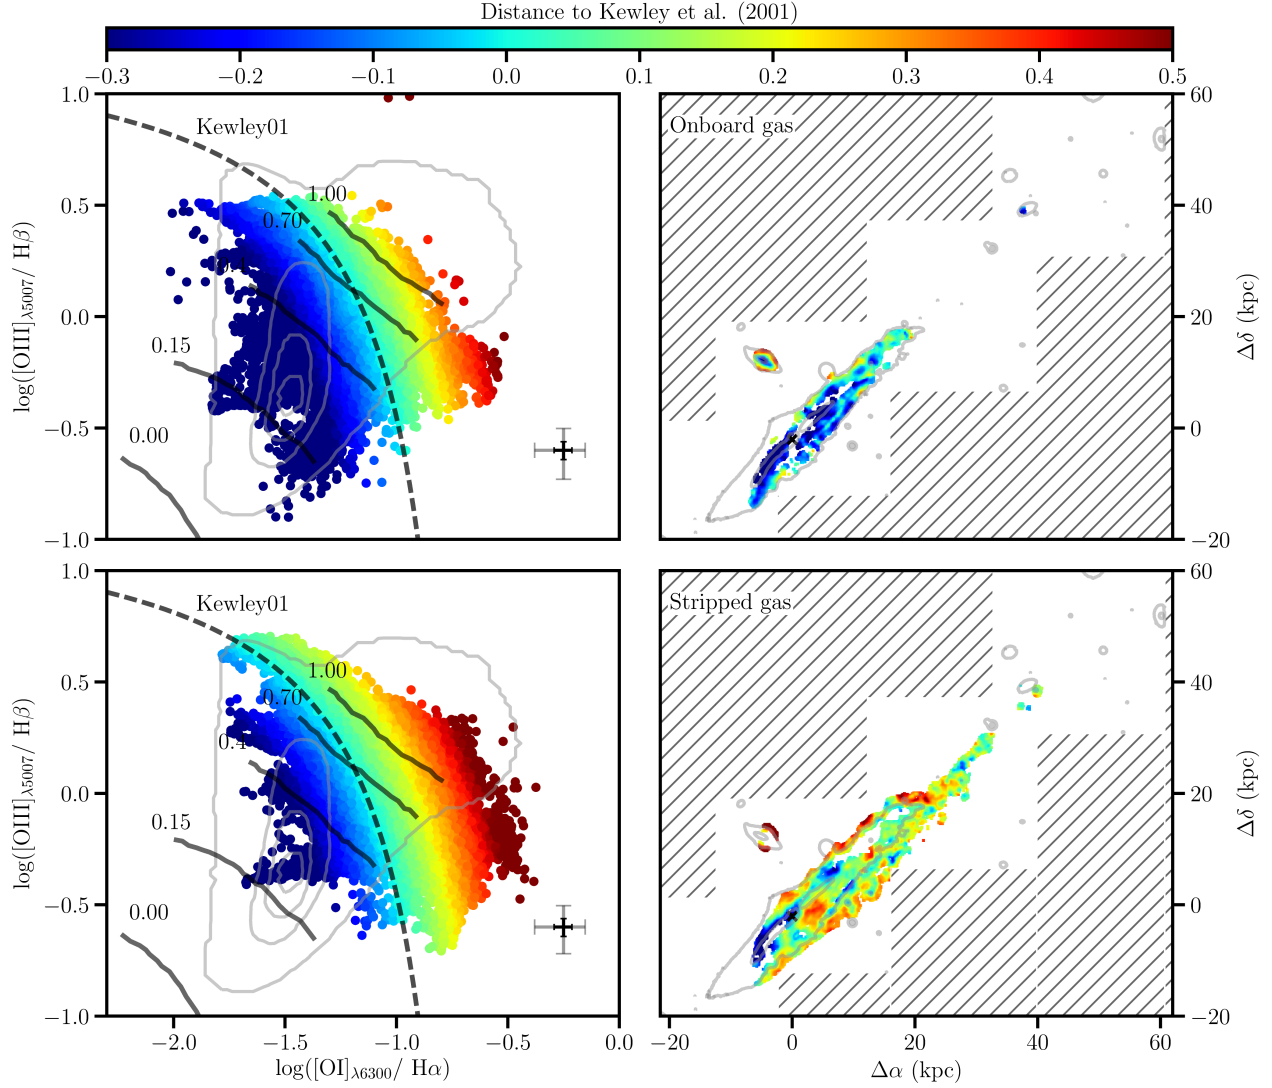 Distance to Kewley et al. (2001)
−0.3 −0.2 −0.1 0.0 0.1 0.2 0.3 0.4 0.5
Kewley01
1.00
0.70
0.4
0.15
0.00
1.0
0.5
0.0
−0.5
−1.0
log([OIII]λ5007/ Hβ)
Onboard gas
60
40
20
0
−20
Δδ (kpc)
Kewley01
1.00
0.70
0.4
0.15
0.00
1.0
0.5
0.0
−0.5
−1.0
log([OIII]λ5007/ Hβ)
−2.0 −1.5 −1.0 −0.5 0.0
log([OI]λ6300/ Hα)
Stripped gas
60
40
20
0
−20
Δδ (kpc)
−20 0 20 40 60
Δα (kpc)